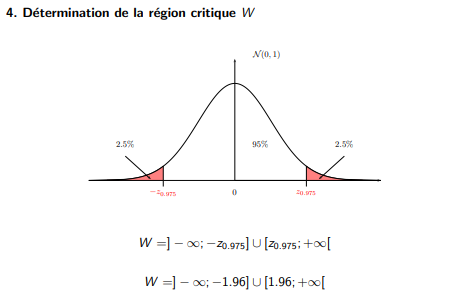 4. Détermination de la région critique W
N(0, 1)
2.5%
95%
2.5%
−z0.975
0
z0.975
W =] − ∞; −z0.975] ∪ [z0.975; +∞[
W =] − ∞; −1.96] ∪ [1.96; +∞[